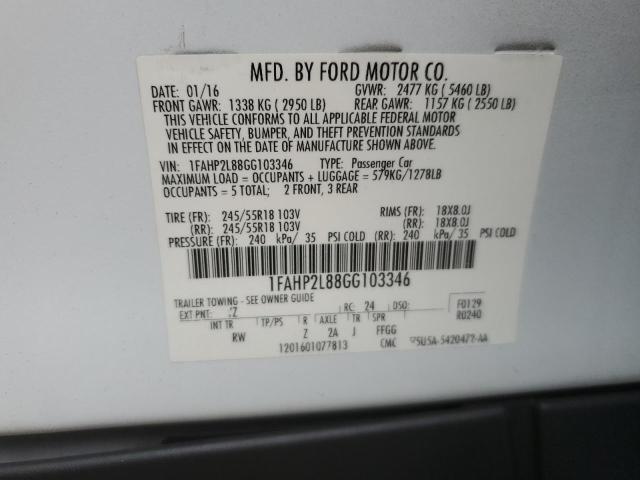 MFD. BY FORD MOTOR CO.
DATE: 01/16 GVWR: 2477 KG ( 5460 LB)
FRONT GAWR: 1338 KG ( 2950 LB) REAR GAWR: 1157 KG ( 2550 LB)
THIS VEHICLE CONFORMS TO ALL APPLICABLE FEDERAL MOTOR
VEHICLE SAFETY, BUMPER, AND THEFT PREVENTION STANDARDS
IN EFFECT ON THE DATE OF MANUFACTURE SHOWN ABOVE.
VIN: 1FAHP2L88GG103346 TYPE: Passenger Car
MAXIMUM LOAD = OCCUPANTS + LUGGAGE = 579KG/1278LB
OCCUPANTS = 5 TOTAL; 2 FRONT, 3 REAR
TIRE (FR): 245/55R18 103V RIMS (FR): 18X8.0J
(RR): 245/55R18 103V (RR): 18X8.0J
PRESSURE (FR): 240 kPa/ 35 PSI COLD (RR): 240 kPa/ 35 PSI COLD
1FAHP2L88GG103346
TRAILER TOWING - SEE OWNER GUIDE
EXT PNT: Z RC: 24 DSO: F0129
INT TR TP/PS R AXLE TR SPR R0240
RW Z 2A J FFGG
1201601077813 CMC